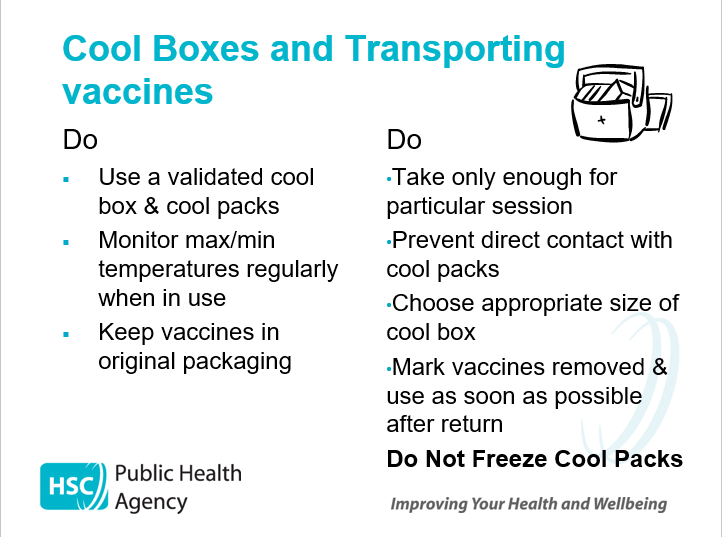 Cool Boxes and Transporting
vaccines
Do
▪ Use a validated cool
box & cool packs
▪ Monitor max/min
temperatures regularly
when in use
▪ Keep vaccines in
original packaging
Do
•Take only enough for
particular session
•Prevent direct contact with
cool packs
•Choose appropriate size of
cool box
•Mark vaccines removed &
use as soon as possible
after return
Do Not Freeze Cool Packs
HSC
Public Health
Agency
Improving Your Health and Wellbeing